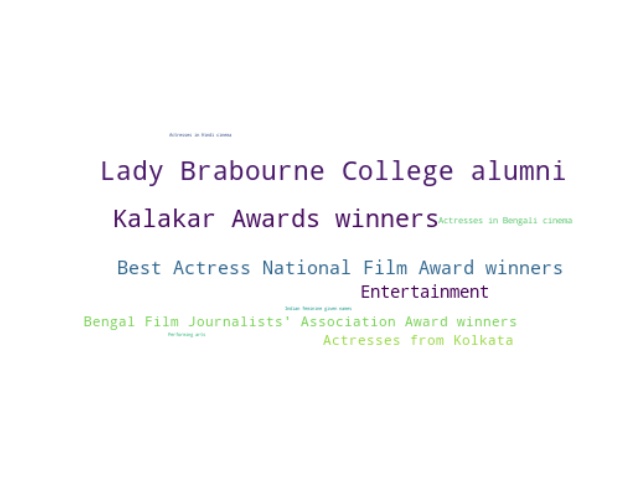 Actresses in Hindi cinema
Lady Brabourne College alumni
Kalakar Awards winners
Actresses in Bengali cinema
Best Actress National Film Award winners
Entertainment
Indian feminine given names
Bengal Film Journalists' Association Award winners
Performing arts
Actresses from Kolkata